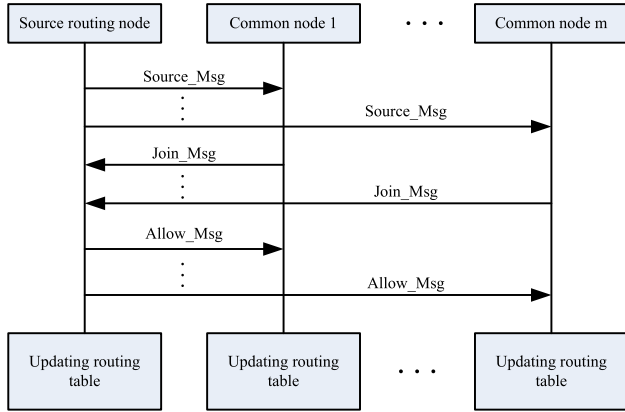 Source routing node
Common node 1
. . .
Common node m
Source_Msg
Source_Msg
Join_Msg
Join_Msg
Allow_Msg
Allow_Msg
Updating routing
table
Updating routing
table
. . .
Updating routing
table